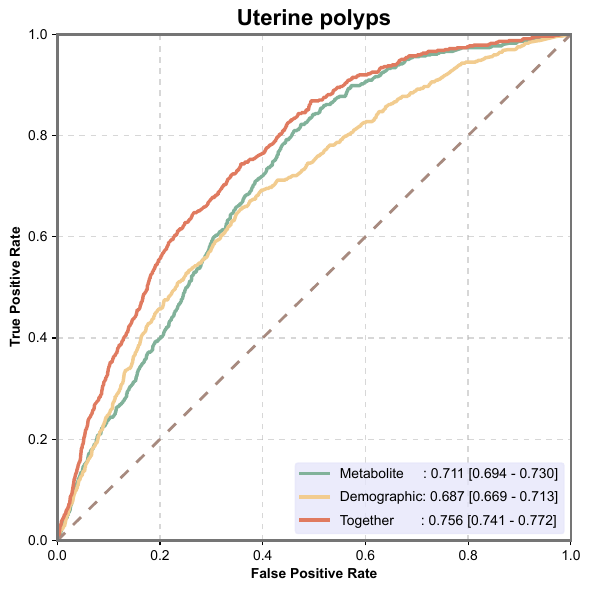 Uterine polyps
True Positive Rate
1.0
0.8
0.6
0.4
0.2
0.0
Metabolite : 0.711 [0.694 - 0.730]
Demographic: 0.687 [0.669 - 0.713]
Together : 0.756 [0.741 - 0.772]
0.0 0.2 0.4 0.6 0.8 1.0
False Positive Rate